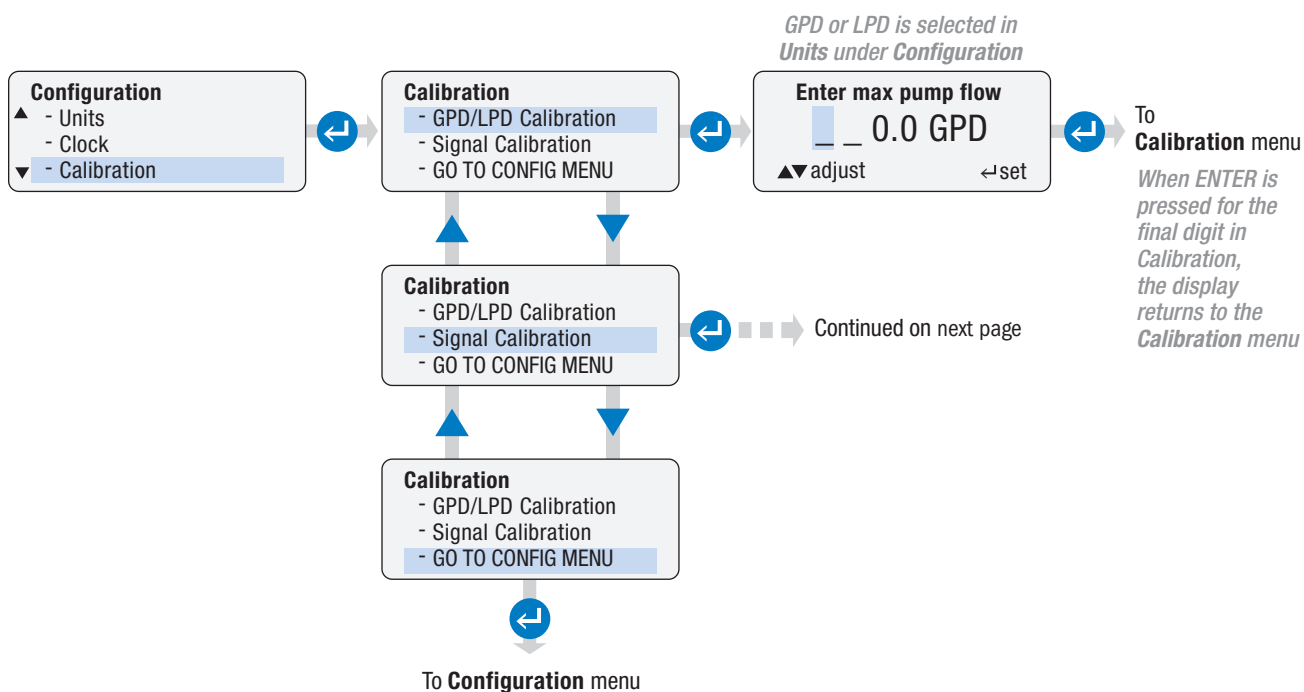 GPD or LPD is selected in
Units under Configuration
Configuration
▲ - Units
- Clock
▼ - Calibration
Calibration
- GPD/LPD Calibration
- Signal Calibration
- GO TO CONFIG MENU
Enter max pump flow
_ _ 0.0 GPD
▲▼ adjust ↵ set
To
Calibration menu
When ENTER is
pressed for the
final digit in
Calibration,
the display
returns to the
Calibration menu
Calibration
- GPD/LPD Calibration
- Signal Calibration
- GO TO CONFIG MENU
Continued on next page
Calibration
- GPD/LPD Calibration
- Signal Calibration
- GO TO CONFIG MENU
To Configuration menu